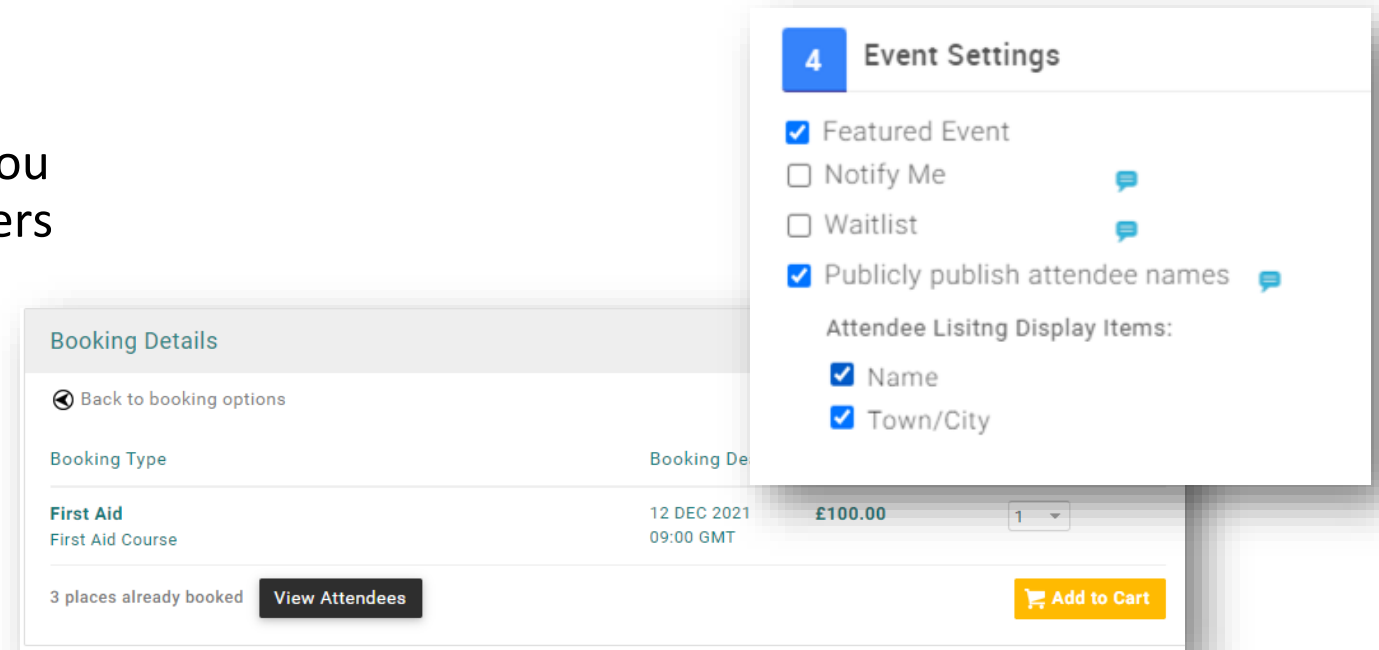 4 Event Settings
Featured Event
Notify Me
Waitlist
Publicly publish attendee names
Attendee Lisitng Display Items:
Name
Town/City
ou
ers
Booking Details
Back to booking options
Booking Type Booking De
First Aid 12 DEC 2021 £100.00 1
First Aid Course 09:00 GMT
3 places already booked View Attendees Add to Cart